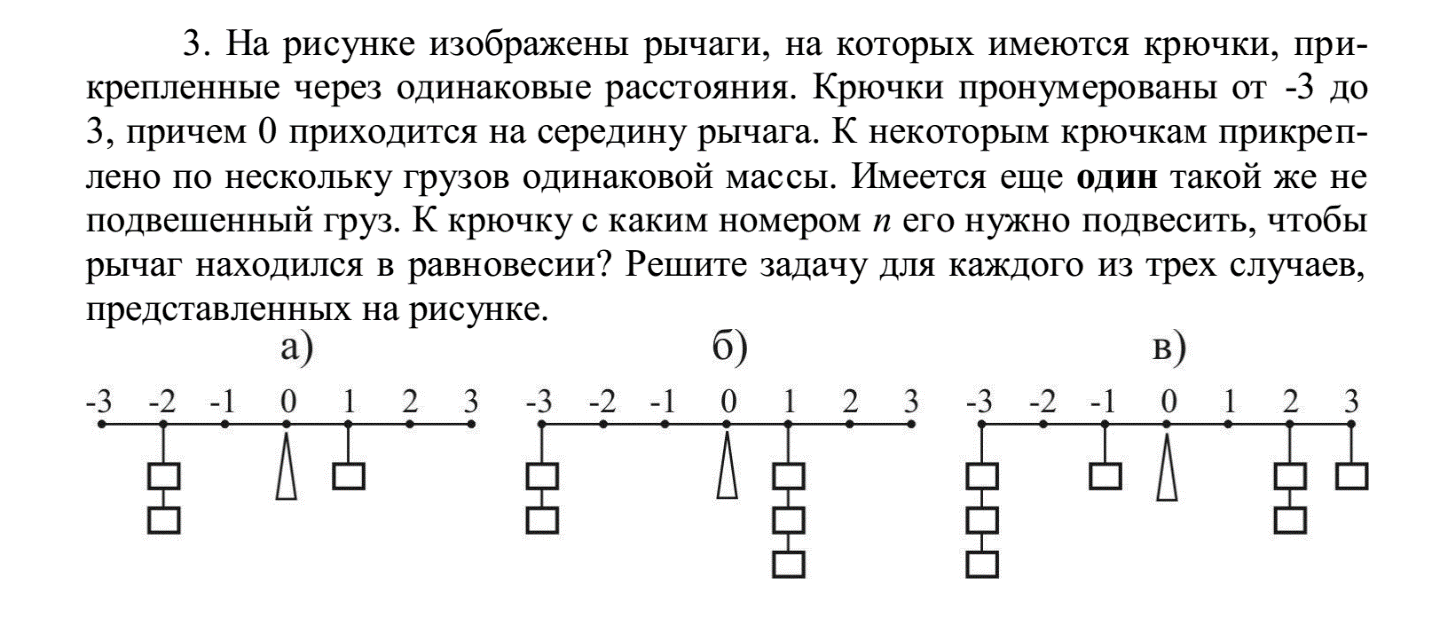 3. На рисунке изображены рычаги, на которых имеются крючки, при-
крепленные через одинаковые расстояния. Крючки пронумерованы от -3 до
3, причем 0 приходится на середину рычага. К некоторым крючкам прикреп-
лено по нескольку грузов одинаковой массы. Имеется еще один такой же не
подвешенный груз. К крючку с каким номером n его нужно подвесить, чтобы
рычаг находился в равновесии? Решите задачу для каждого из трех случаев,
представленных на рисунке.
а) б) в)
-3 -2 -1 0 1 2 3 -3 -2 -1 0 1 2 3 -3 -2 -1 0 1 2 3